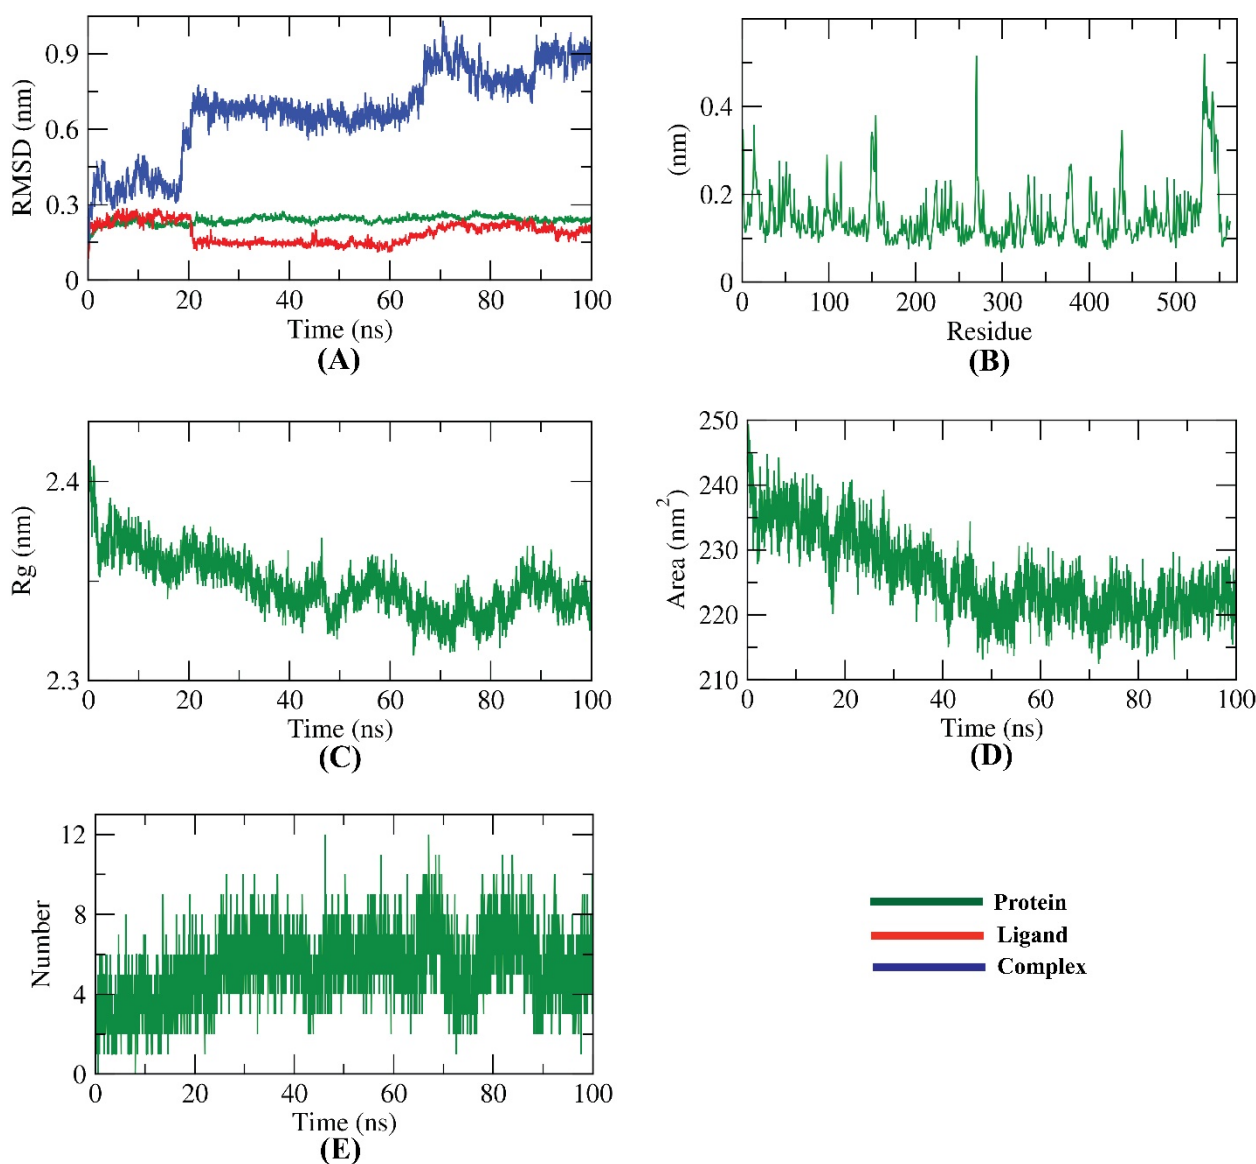 RMSD (nm)
0.9
0.6
0.3
0
0 20 40 60 80 100
Time (ns)
(A)
(nm)
0.4
0.2
0
0 100 200 300 400 500
Residue
(B)
Rg (nm)
2.4
2.3
0 20 40 60 80 100
Time (ns)
(C)
Area (nm²)
250
240
230
220
210
0 20 40 60 80 100
Time (ns)
(D)
Number
12
8
4
0
0 20 40 60 80 100
Time (ns)
(E)
Protein
Ligand
Complex